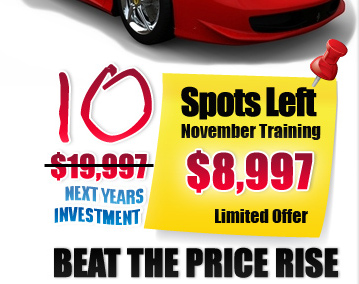 10
Spots Left
November Training
$19,997
$8,997
NEXT YEARS
INVESTMENT
Limited Offer
BEAT THE PRICE RISE